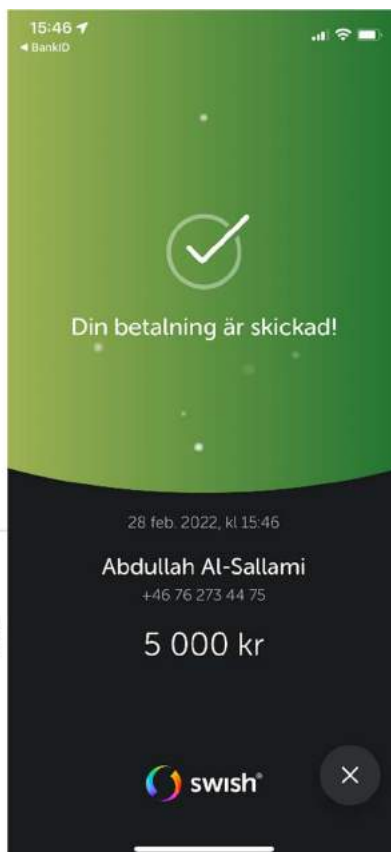 15:46
◀ BankID
Din betalning är skickad!
28 feb. 2022, kl 15:46
Abdullah Al-Sallami
+46 76 273 44 75
5 000 kr
swish®